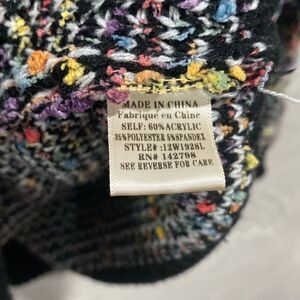 MADE IN CHINA
Fabriqué en Chine
SELF: 60% ACRYLIC
35%POLYESTER 5%SPANDEX
STYLE# :12W1928L
RN# 142798
SEE REVERSE FOR CARE